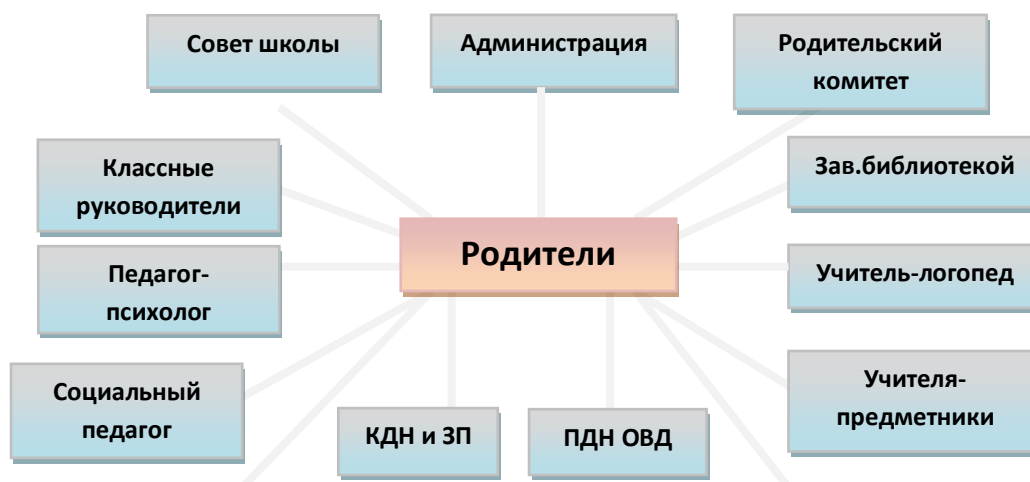 Совет школы
Администрация
Родительский
комитет
Классные
руководители
Зав.библиотекой
Родители
Педагог-
психолог
Учитель-логопед
Социальный
педагог
КДН и ЗП
ПДН ОВД
Учителя-
предметники